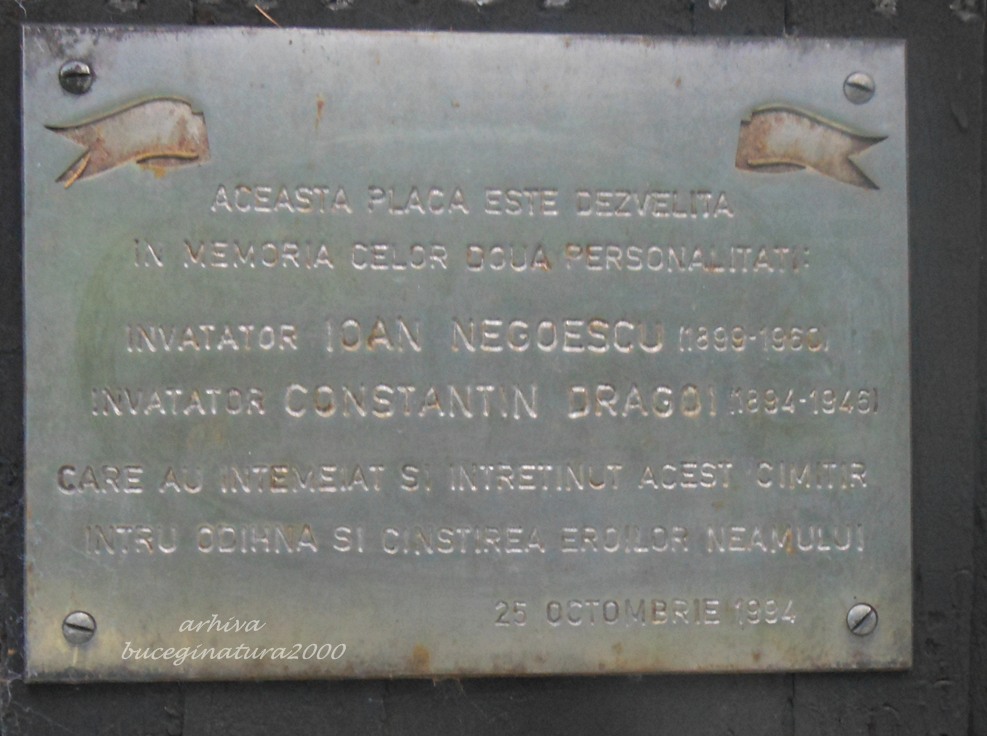 ACEASTA PLACA ESTE DEZVELITA
IN MEMORIA CELOR DOUA PERSONALITATI:
INVATATOR IOAN NEGOESCU (1899-1960)
INVATATOR CONSTANTIN DRAGOI (1894-1946)
CARE AU INTEMEIAT SI INTRETINUT ACEST CIMITIR
INTRU ODIHNA SI CINSTIREA EROILOR NEAMULUI
25 OCTOMBRIE 1994
arhiva
buceginatura2000